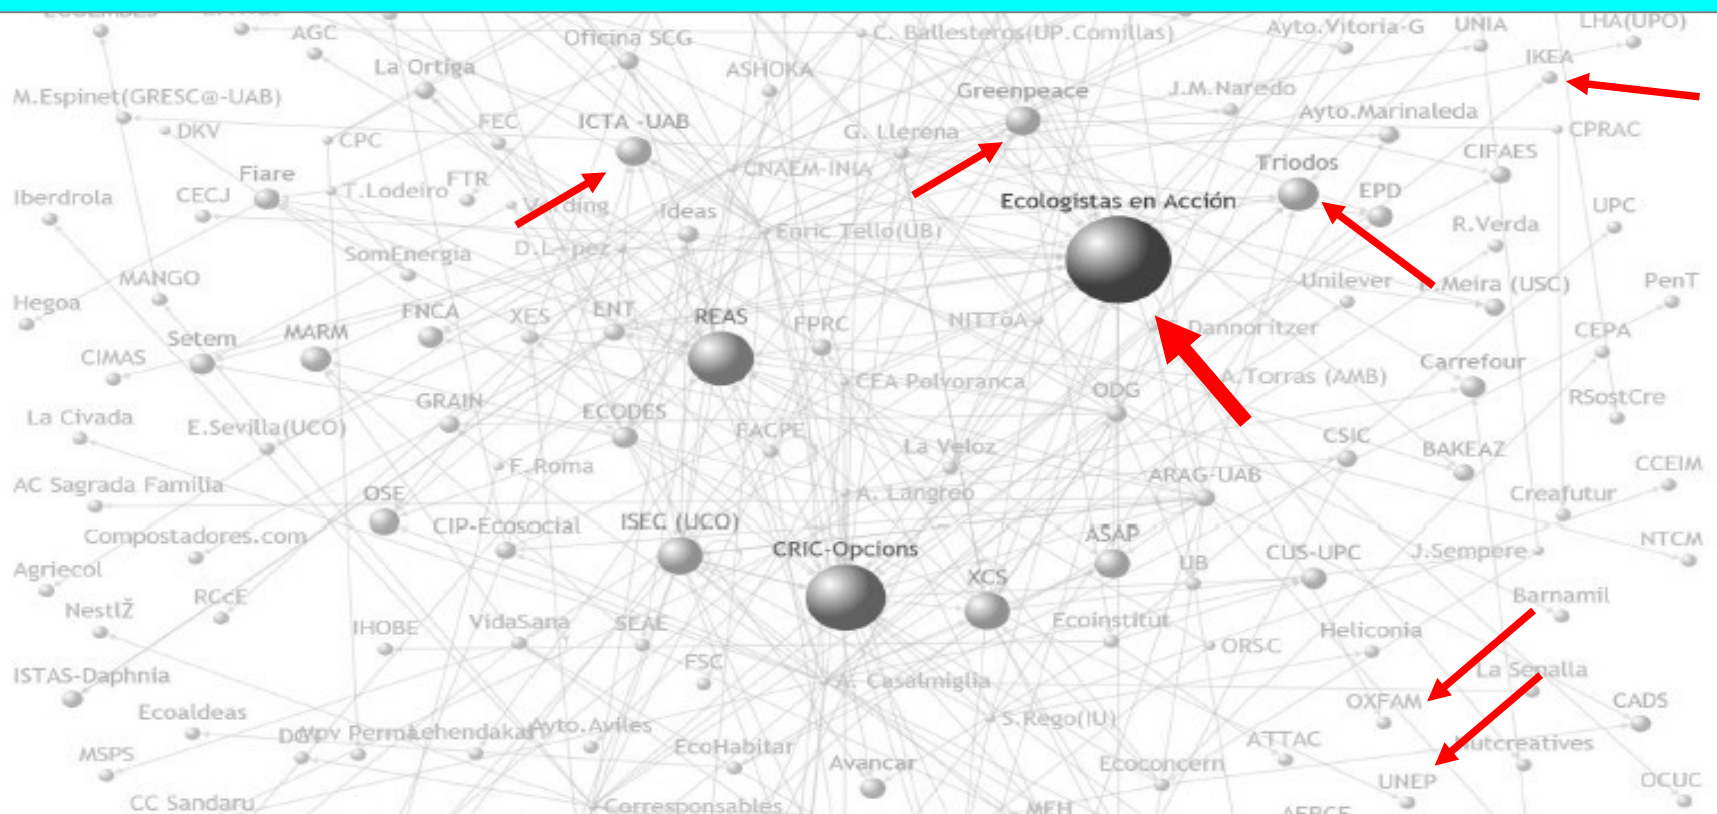 AGC
Oficina SCG
C. Ballesteros(UP.Comillas)
Ayto.Vitoria-G
UNIA
LHA(UPO)
La Ortiga
ASHOKA
IKEA
M.Espinet(GRESC@-UAB)
Greenpeace
J.M.Naredo
DKV
CPC
FEC
ICTA -UAB
G. Llerena
Ayto.Marinaleda
CPRAC
Fiare
CNAEM-INIA
Triodos
CIFAES
Iberdrola
CECJ
T.Lodeiro
FTR
Ideas
Ecologistas en Acción
EPD
UPC
D.L pez
Enric Tello(UB)
R.Verda
SomEnergia
MANGO
Unilever
Meira (USC)
PenT
Hegoa
Setem
MARM
FNCA
XES
ENT
REAS
FPRC
NITTOA
Dannoritzer
CEPA
CIMAS
CEA Polvoranca
ODG
A.Torras (AMB)
Carrefour
RSostCre
La Civada
E.Sevilla(UCO)
GRAIN
ECODES
FACPE
La Veloz
CSIC
BAKEAZ
AC Sagrada Familia
F.Roma
ARAG-UAB
CCEIM
OSE
A. Langreo
Creafutur
Compostadores.com
CIP-Ecosocial
ISEC (UCO)
CRIC-Opcions
ASAP
CUS-UPC
J.Sempere
NTCM
Agriecol
XCS
UB
NestlŽ
RCcE
IHOBE
VidaSana
SEAE
Ecoinstitut
Heliconia
Barnamil
ISTAS-Daphnia
FSC
A. Casalmiglia
ORSC
La Senalla
Ecoaldeas
Ayto.Aviles
S.Rego(IU)
OXFAM
CADS
MSPS
EcoHabitar
Avancar
Ecoconcern
ATTAC
Nutcreatives
UNEP
OCUC
CC Sandaru
Corresponsables
MEH